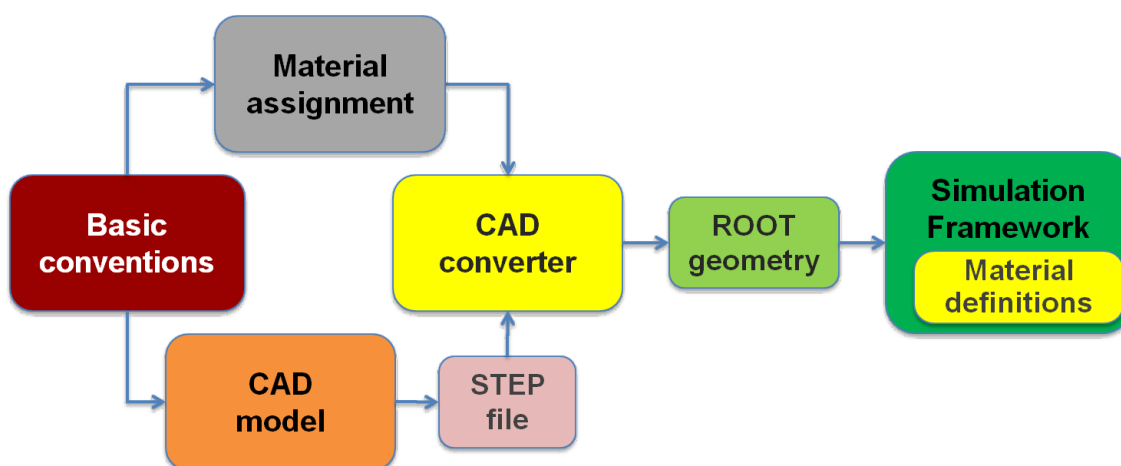 Material
assignment
Basic
conventions
CAD
converter
ROOT
geometry
Simulation
Framework
Material
definitions
CAD
model
STEP
file